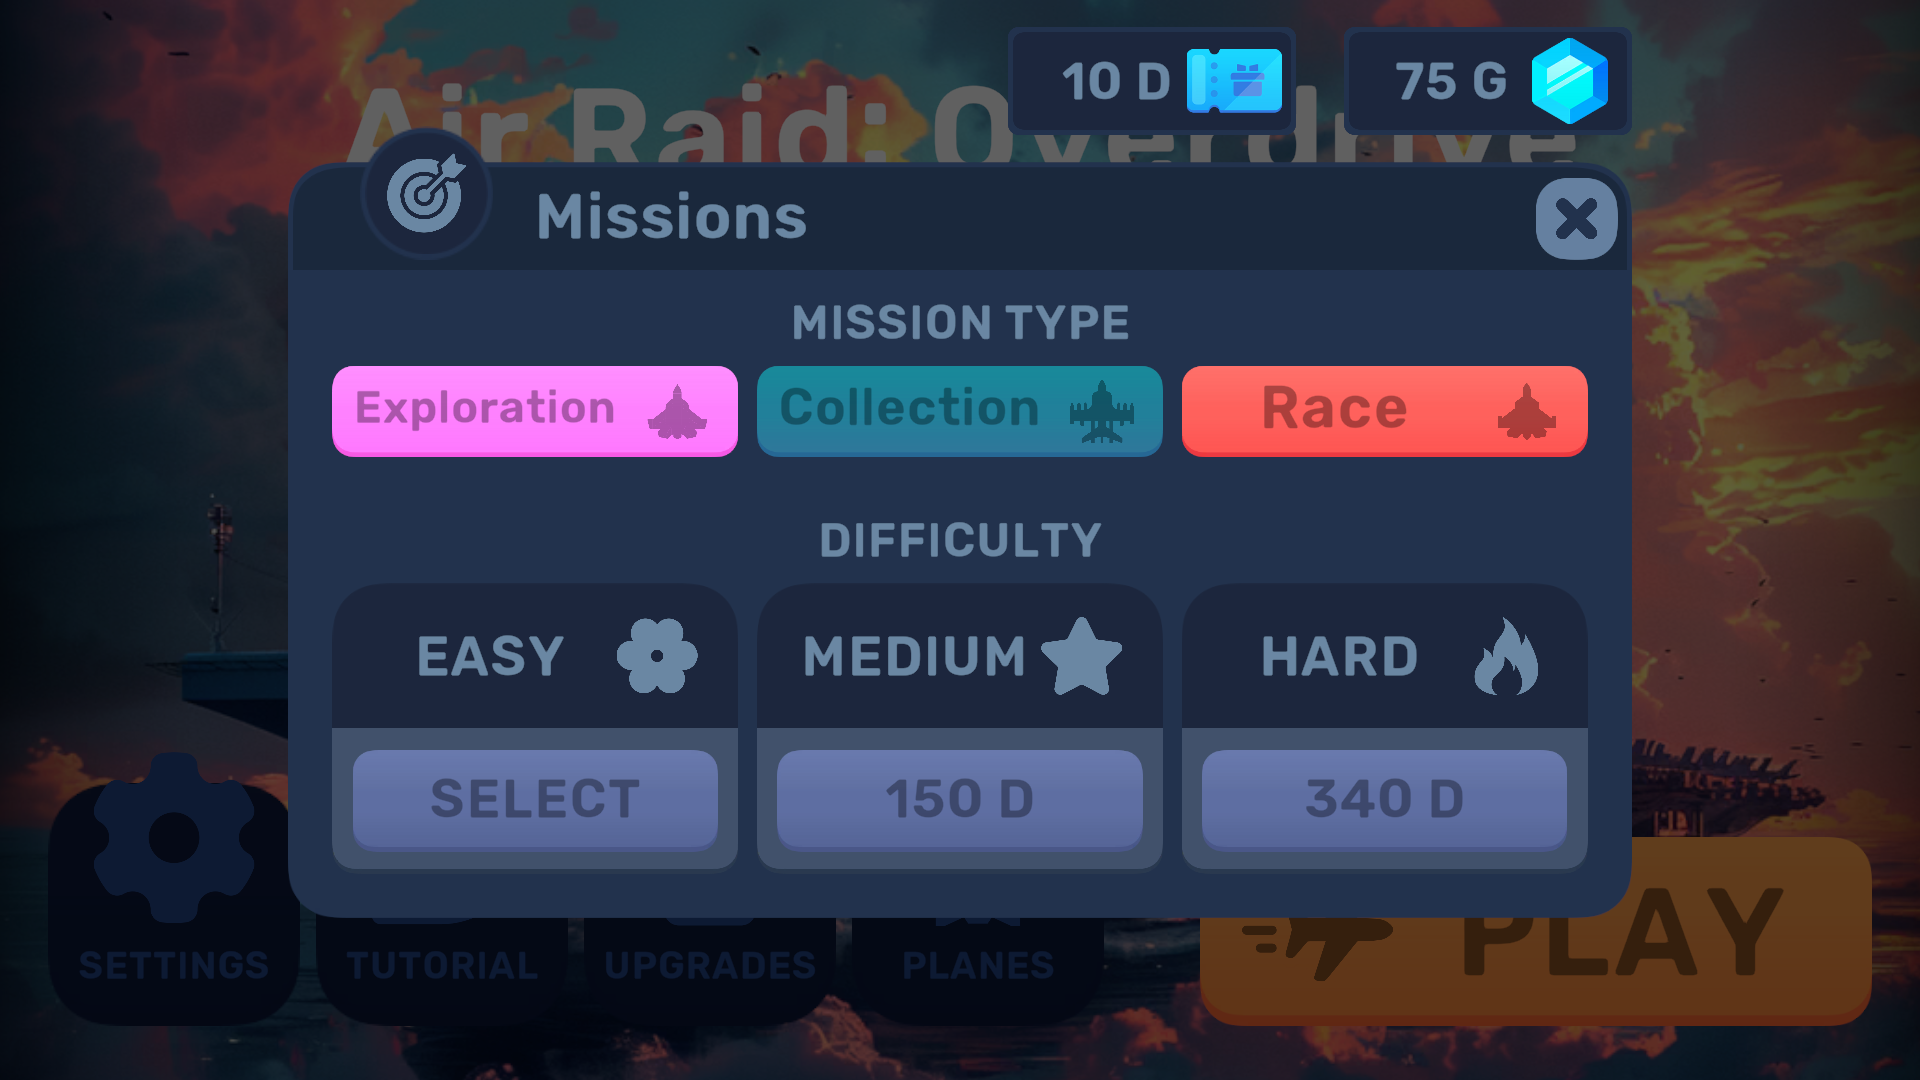 10 D
75 G
Air Raid: Overdrive
Missions
MISSION TYPE
Exploration
Collection
Race
DIFFICULTY
EASY
MEDIUM
HARD
SELECT
150 D
340 D
SETTINGS
TUTORIAL
UPGRADES
PLANES
PLAY